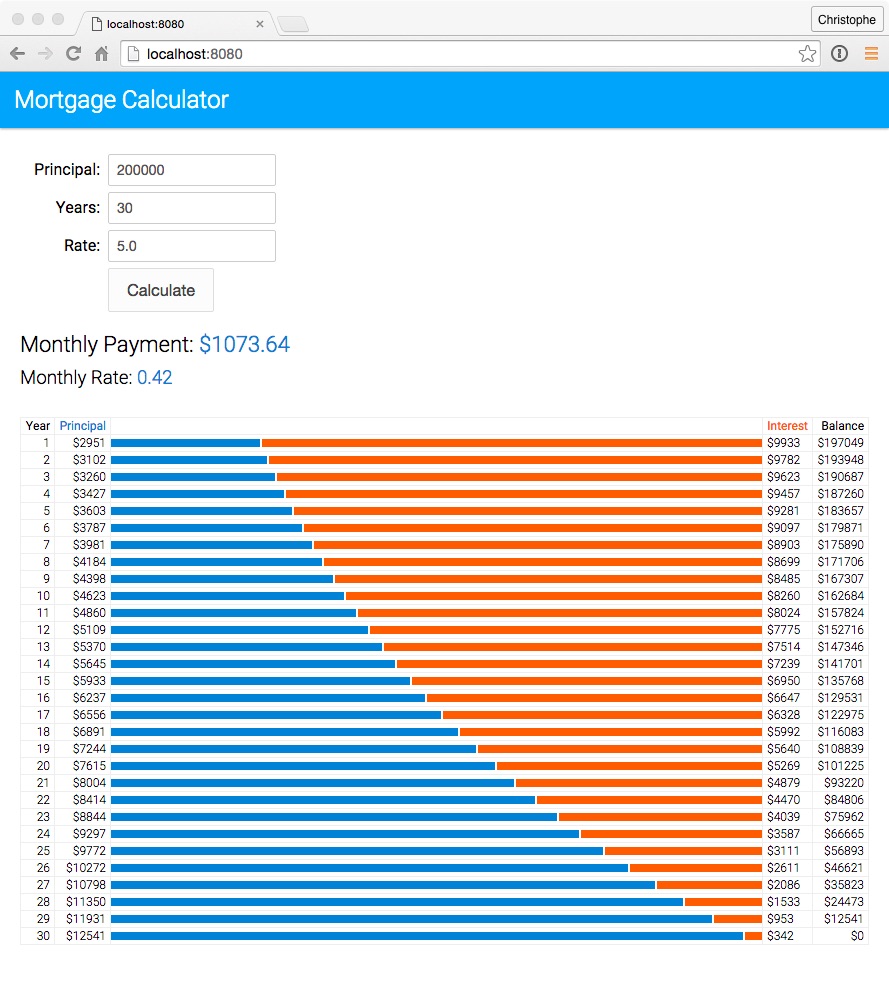 localhost:8080
Christophe
localhost:8080
Mortgage Calculator
Principal: 200000
Years: 30
Rate: 5.0
Calculate
Monthly Payment: $1073.64
Monthly Rate: 0.42
Year Principal Interest Balance
1 $2951 $9933 $197049
2 $3102 $9782 $193948
3 $3260 $9623 $190687
4 $3427 $9457 $187260
5 $3603 $9281 $183657
6 $3787 $9097 $179871
7 $3981 $8903 $175890
8 $4184 $8699 $171706
9 $4398 $8485 $167307
10 $4623 $8260 $162684
11 $4860 $8024 $157824
12 $5109 $7775 $152716
13 $5370 $7514 $147346
14 $5645 $7239 $141701
15 $5933 $6950 $135768
16 $6237 $6647 $129531
17 $6556 $6328 $122975
18 $6891 $5992 $116083
19 $7244 $5640 $108839
20 $7615 $5269 $101225
21 $8004 $4879 $93220
22 $8414 $4470 $84806
23 $8844 $4039 $75962
24 $9297 $3587 $66665
25 $9772 $3111 $56893
26 $10272 $2611 $46621
27 $10798 $2086 $35823
28 $11350 $1533 $24473
29 $11931 $953 $12541
30 $12541 $342 $0